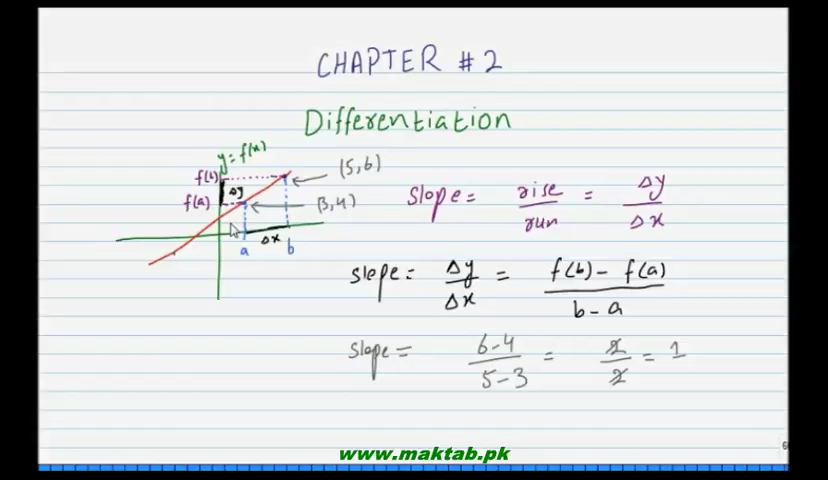 CHAPTER # 2
Differentiation
y = f(x)
(5,6)
f(b)
Δy
f(a)
(3,4)
a
Δx
b
Slope = rise/run = Δy/Δx
slope = Δy/Δx = f(b) - f(a)/b - a
Slope = 6-4/5-3 = 2/2 = 1
www.maktab.pk